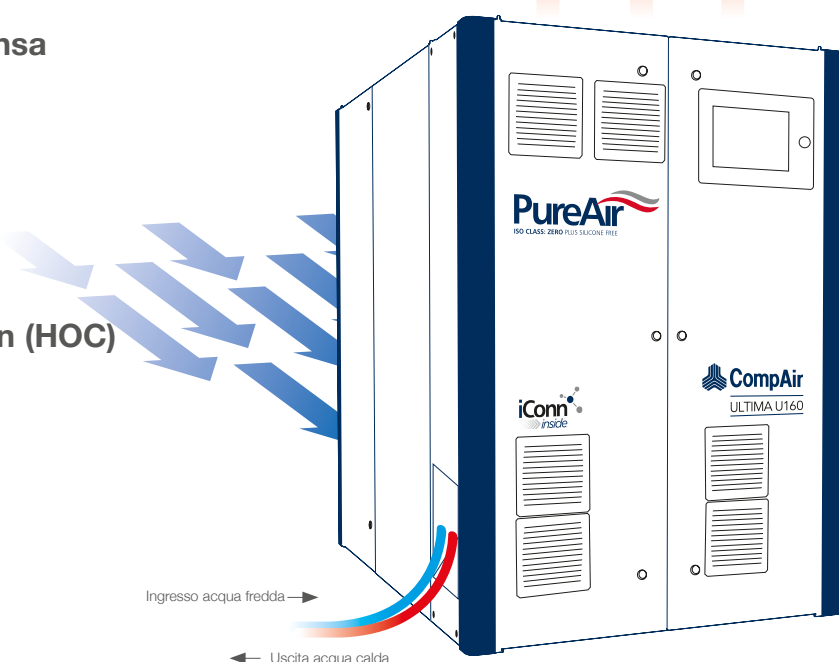 nsa
PureAir
ISO CLASS: ZERO PLUS SILICONE FREE
n (HOC)
CompAir
ULTIMA U160
iConn
inside
Ingresso acqua fredda
Uscita acqua calda